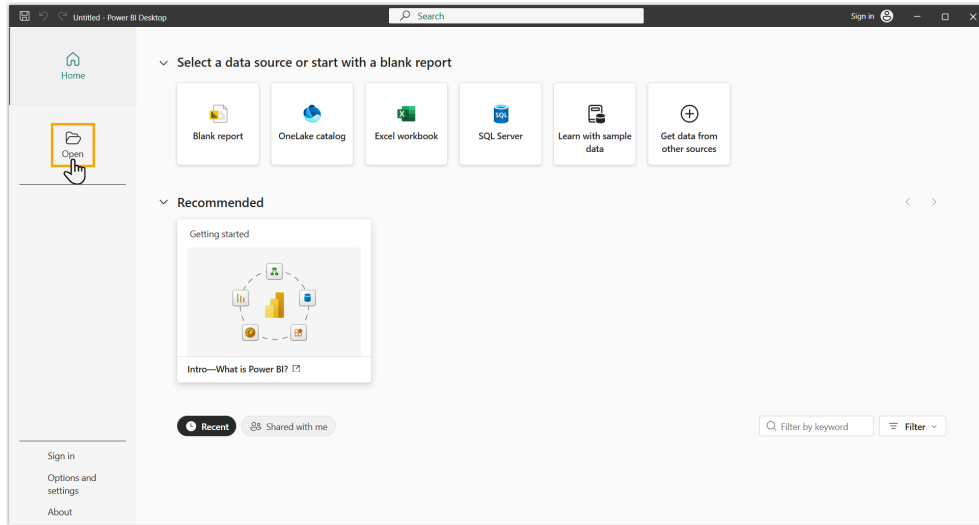 Untitled - Power BI Desktop
Search
Sign in
Home
Open
Select a data source or start with a blank report
Blank report
OneLake catalog
Excel workbook
SQL
SQL Server
Learn with sample
data
Get data from
other sources
Recommended
Getting started
Intro—What is Power BI?
Recent
Shared with me
Filter by keyword
Filter
Sign in
Options and
settings
About